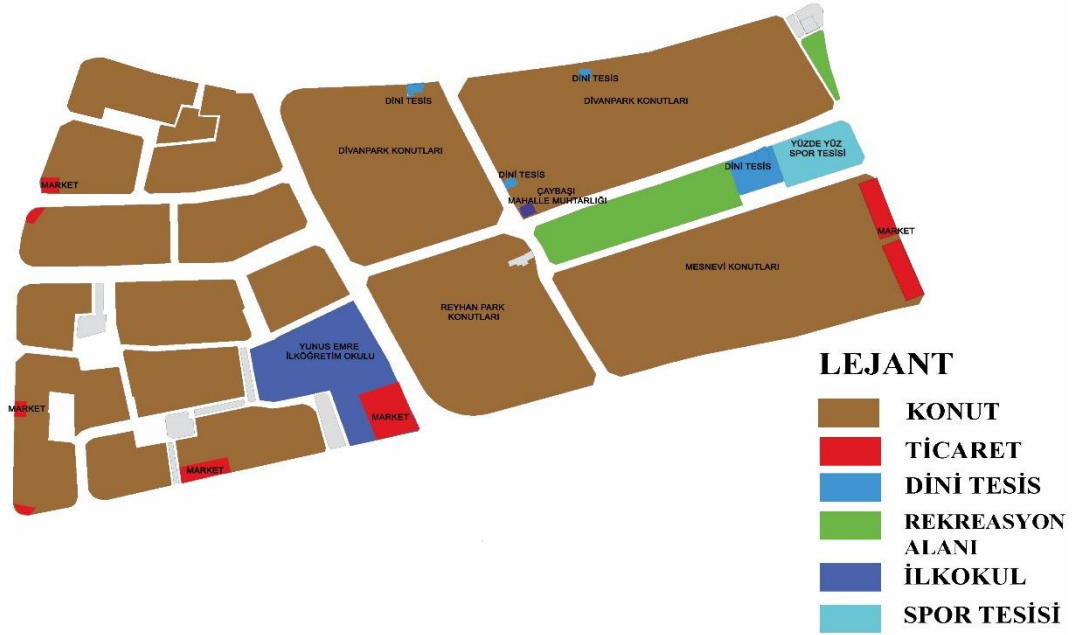 DİNİ TESİS
DİVANPARK KONUTLARI
DİNİ TESİS
DİVANPARK KONUTLARI
YÜZDE YÜZ
SPOR TESİSİ
DİNİ TESİS
DİNİ TESİS
MARKET
ÇAYBAŞI
MAHALLE MUHTARLIĞI
MARKET
MESNEVİ KONUTLARI
REYHAN PARK
KONUTLARI
YUNUS EMRE
İLKÖĞRETİM OKULU
MARKET
MARKET
MARKET
LEJANT
KONUT
TİCARET
DİNİ TESİS
REKREASYON
ALANI
İLKOKUL
SPOR TESİSİ